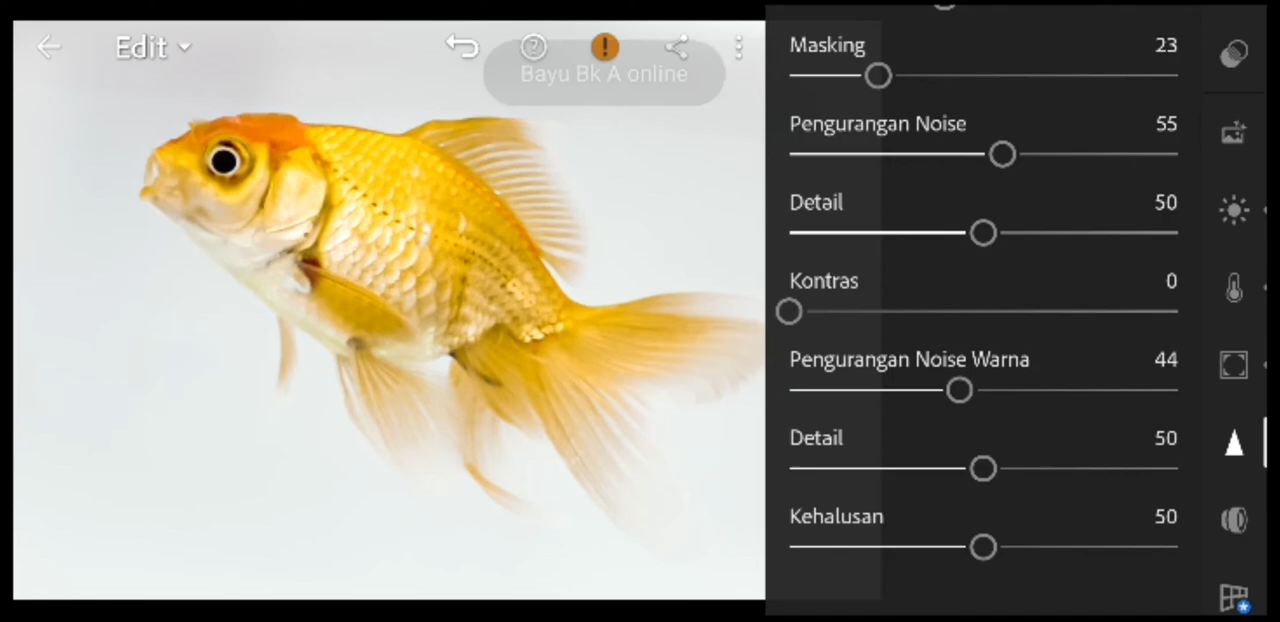 Edit
Bayu Bk A online
Masking 23
Pengurangan Noise 55
Detail 50
Kontras 0
Pengurangan Noise Warna 44
Detail 50
Kehalusan 50